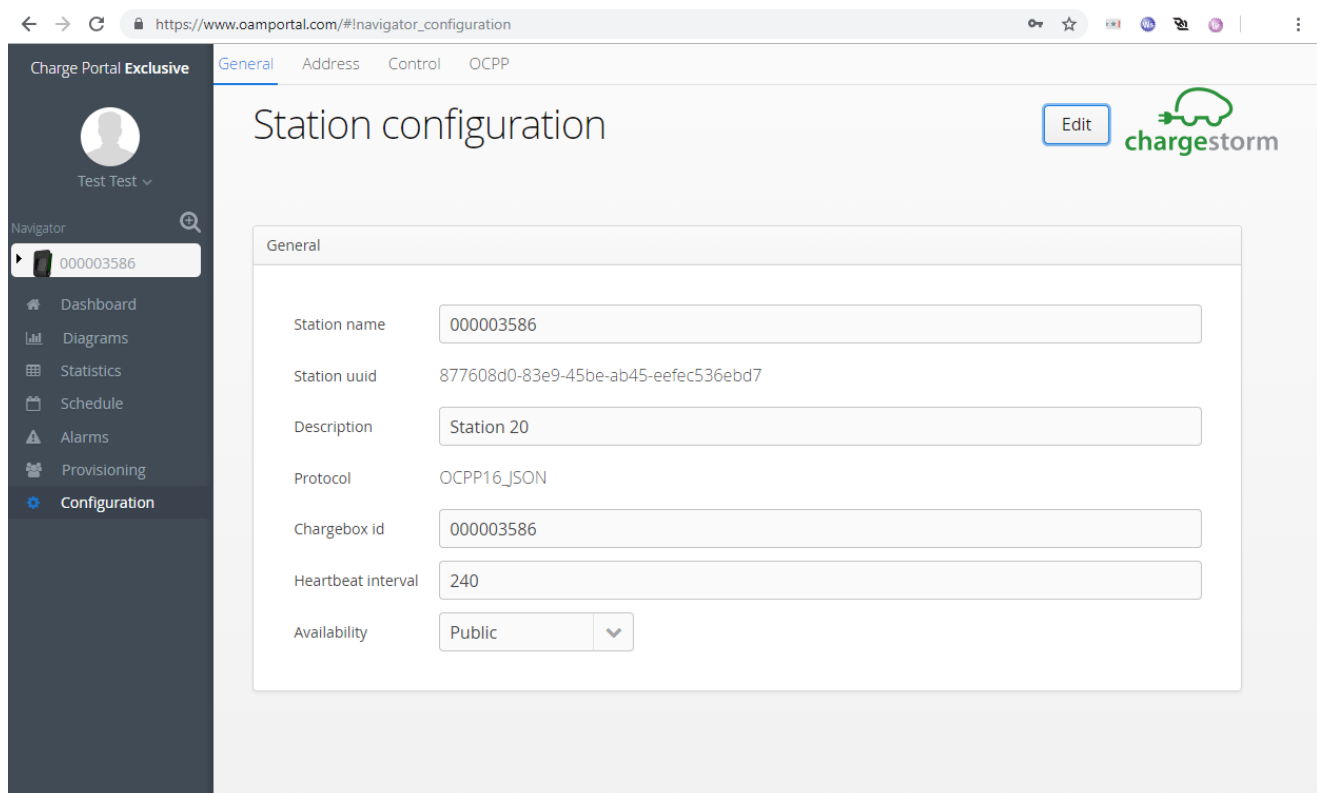 https://www.oamportal.com/#!navigator_configuration
Charge Portal Exclusive
General Address Control OCPP
Station configuration
Edit
chargestorm
Test Test
Navigator
000003586
Dashboard
Diagrams
Statistics
Schedule
Alarms
Provisioning
Configuration
General
Station name 000003586
Station uuid 877608d0-83e9-45be-ab45-eefec536ebd7
Description Station 20
Protocol OCPP16_JSON
Chargebox id 000003586
Heartbeat interval 240
Availability Public